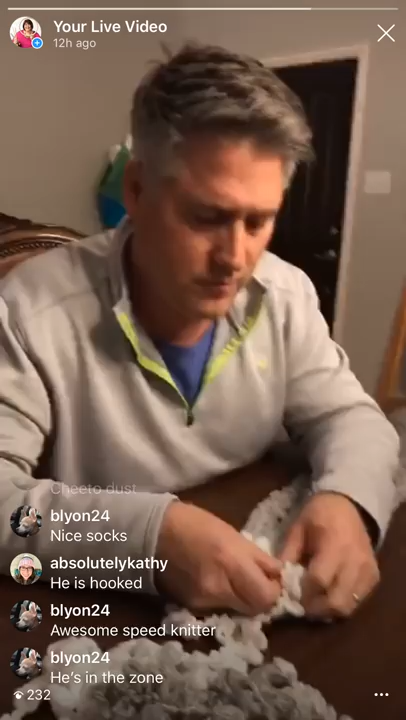 Your Live Video
12h ago
Cheeto dust
blyon24
Nice socks
absolutelykathy
He is hooked
blyon24
Awesome speed knitter
blyon24
He's in the zone
232